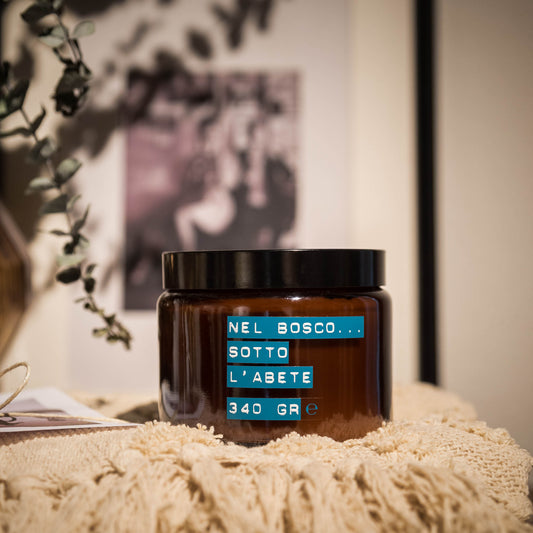 NEL BOSCO...
SOTTO
L'ABETE
340 GR ℮